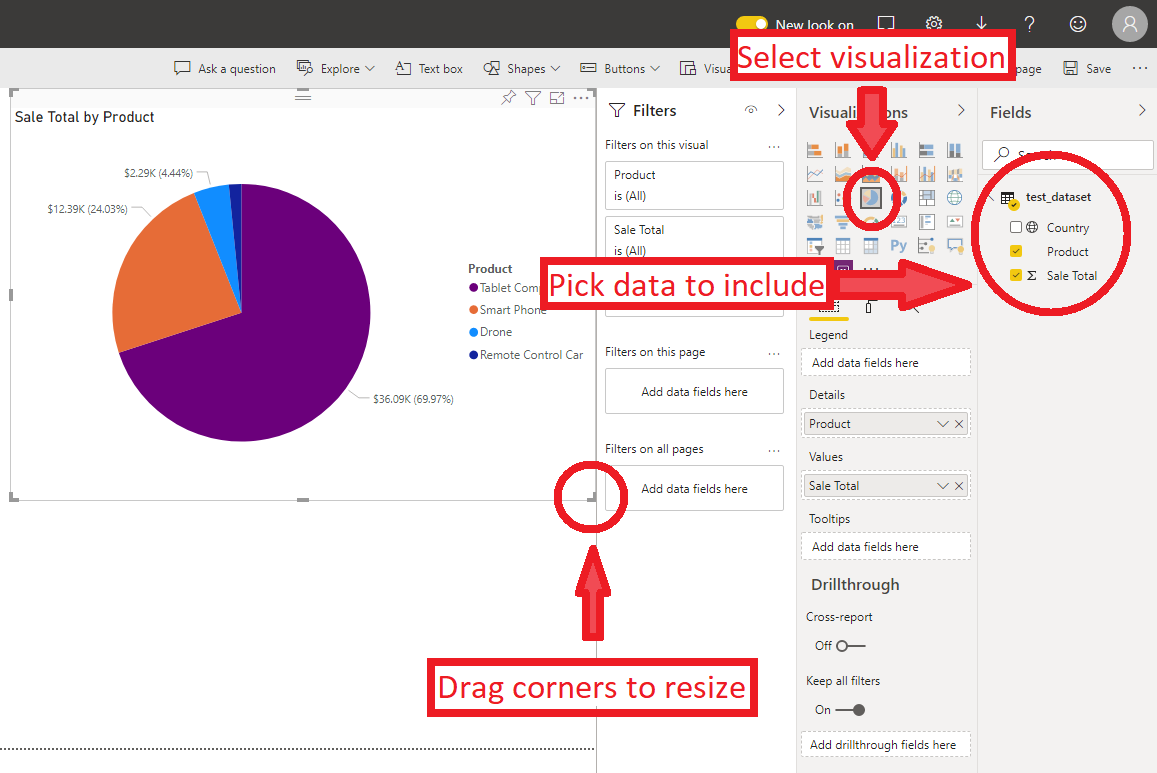 New look on
Select visualization
Ask a question
Explore
Text box
Shapes
Buttons
page
Save
Sale Total by Product
$2.29K (4.44%)
$12.39K (24.03%)
$36.09K (69.97%)
Product
Tablet Com
Smart Phone
Drone
Remote Control Car
Filters
Filters on this visual
Product
is (All)
Sale Total
is (All)
Pick data to include
Filters on this page
Add data fields here
Filters on all pages
Add data fields here
Drag corners to resize
Py
Legend
Add data fields here
Details
Product
Values
Sale Total
Tooltips
Add data fields here
Drillthrough
Cross-report
Off
Keep all filters
On
Add drillthrough fields here
Fields
test_dataset
Country
Product
Sale Total